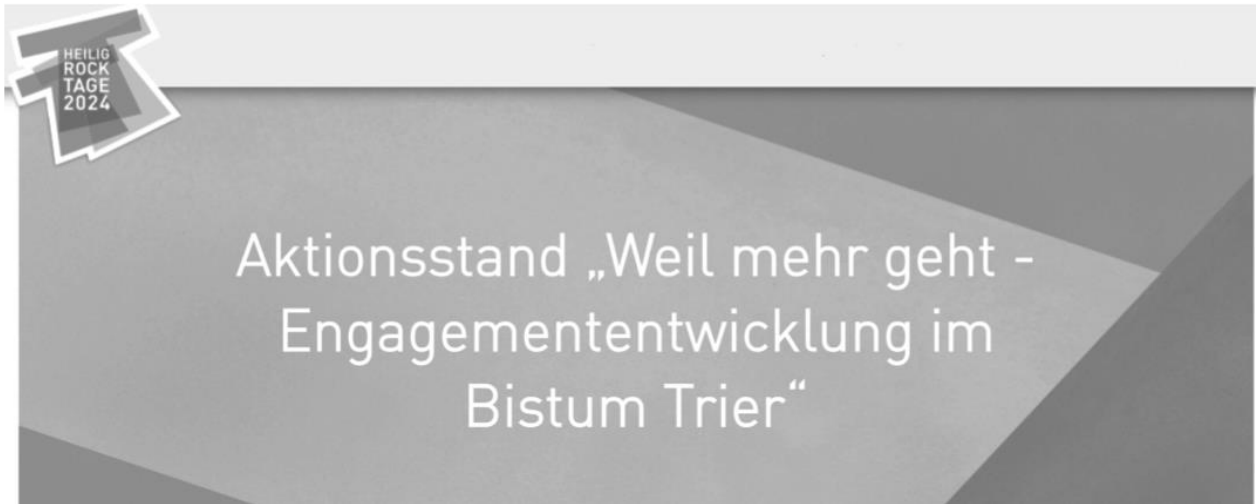 HEILIG
ROCK
TAGE
2024
Aktionsstand „Weil mehr geht -
Engagemententwicklung im
Bistum Trier“